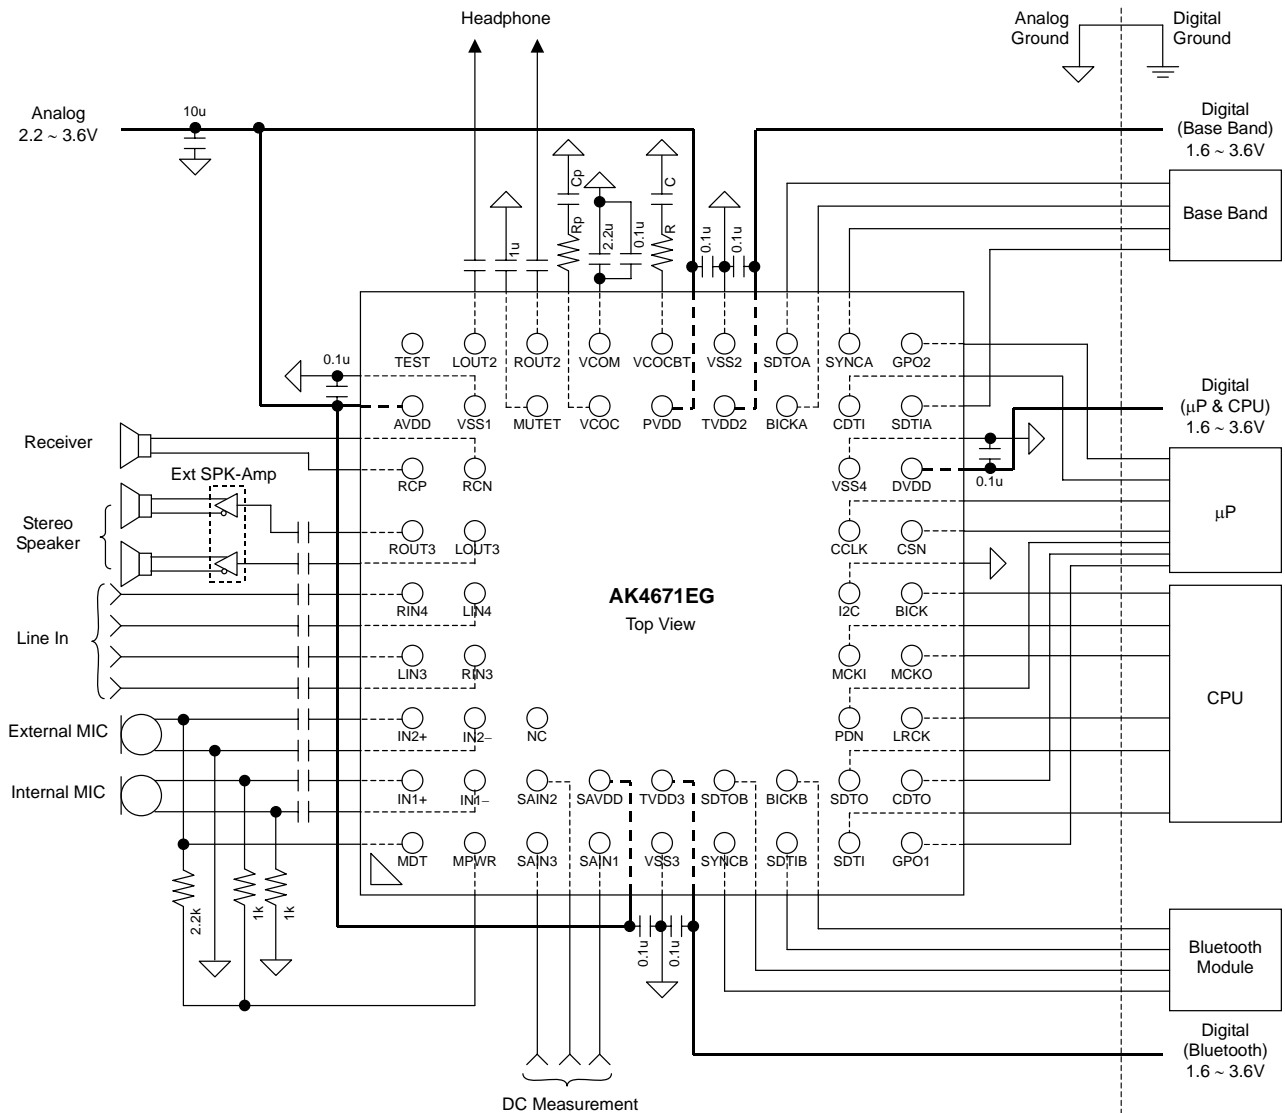 Headphone
Analog
Ground
Digital
Ground
Analog
2.2 ~ 3.6V
10u
Digital
(Base Band)
1.6 ~ 3.6V
Cp
Rp
1u
2.2u
0.1u
C
R
0.1u
0.1u
Base Band
TEST
LOUT2
ROUT2
VCOM
VCOCBT
VSS2
SDTOA
SYNCA
GPO2
0.1u
AVDD
VSS1
MUTET
VCOC
PVDD
TVDD2
BICKA
CDTI
SDTIA
Digital
(μP & CPU)
1.6 ~ 3.6V
Receiver
RCP
RCN
VSS4
DVDD
0.1u
Ext SPK-Amp
Stereo
Speaker
ROUT3
LOUT3
CCLK
CSN
μP
AK4671EG
Top View
RIN4
LIN4
I2C
BICK
Line In
LIN3
RIN3
MCKI
MCKO
CPU
External MIC
IN2+
IN2−
NC
PDN
LRCK
Internal MIC
IN1+
IN1−
SAIN2
SAVDD
TVDD3
SDTOB
BICKB
SDTO
CDTO
MDT
MPWR
SAIN3
SAIN1
VSS3
SYNCB
SDTIB
SDTI
GPO1
2.2k
1k
1k
0.1u
0.1u
Bluetooth
Module
Digital
(Bluetooth)
1.6 ~ 3.6V
DC Measurement